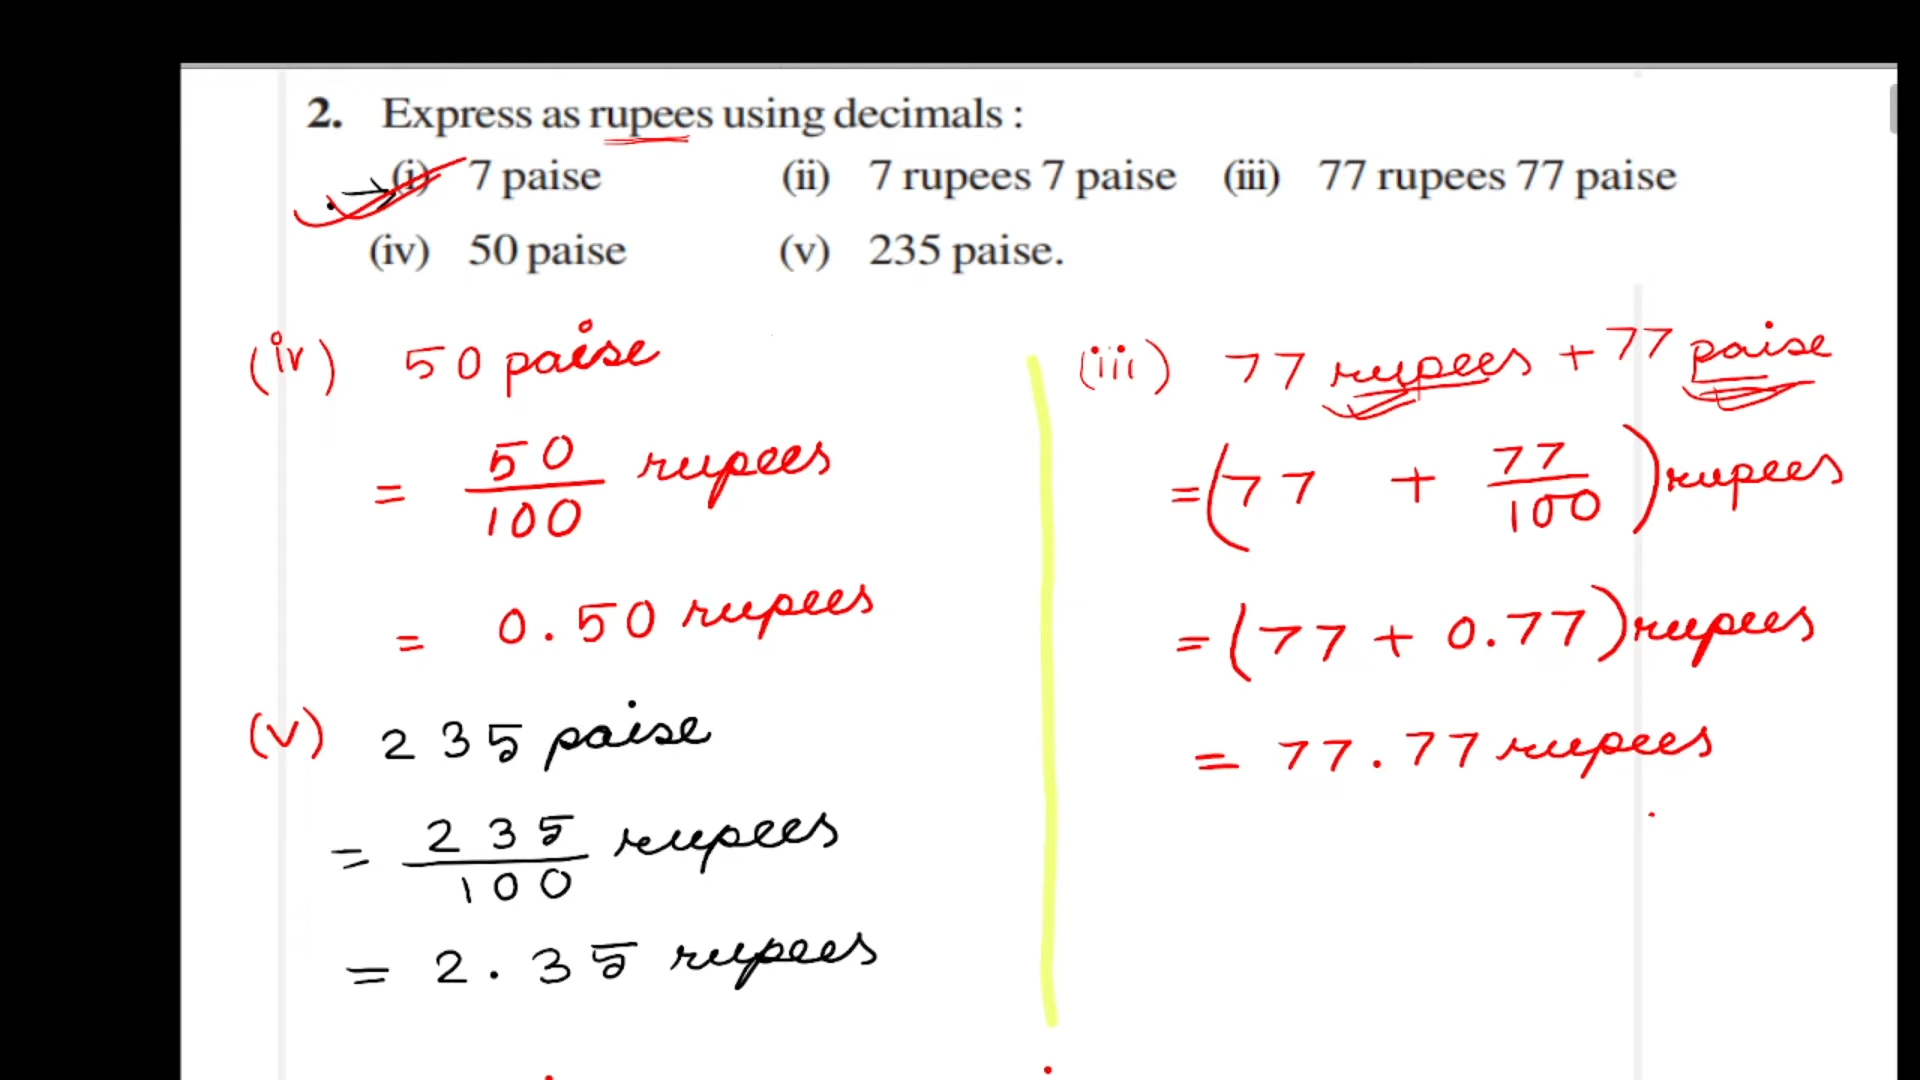 2. Express as rupees using decimals :
(i) 7 paise (ii) 7 rupees 7 paise (iii) 77 rupees 77 paise
(iv) 50 paise (v) 235 paise.
(iv) 50 paise
= 50/100 rupees
= 0.50 rupees
(v) 235 paise
= 235/100 rupees
= 2.35 rupees
(iii) 77 rupees + 77 paise
= (77 + 77/100) rupees
= (77 + 0.77) rupees
= 77.77 rupees